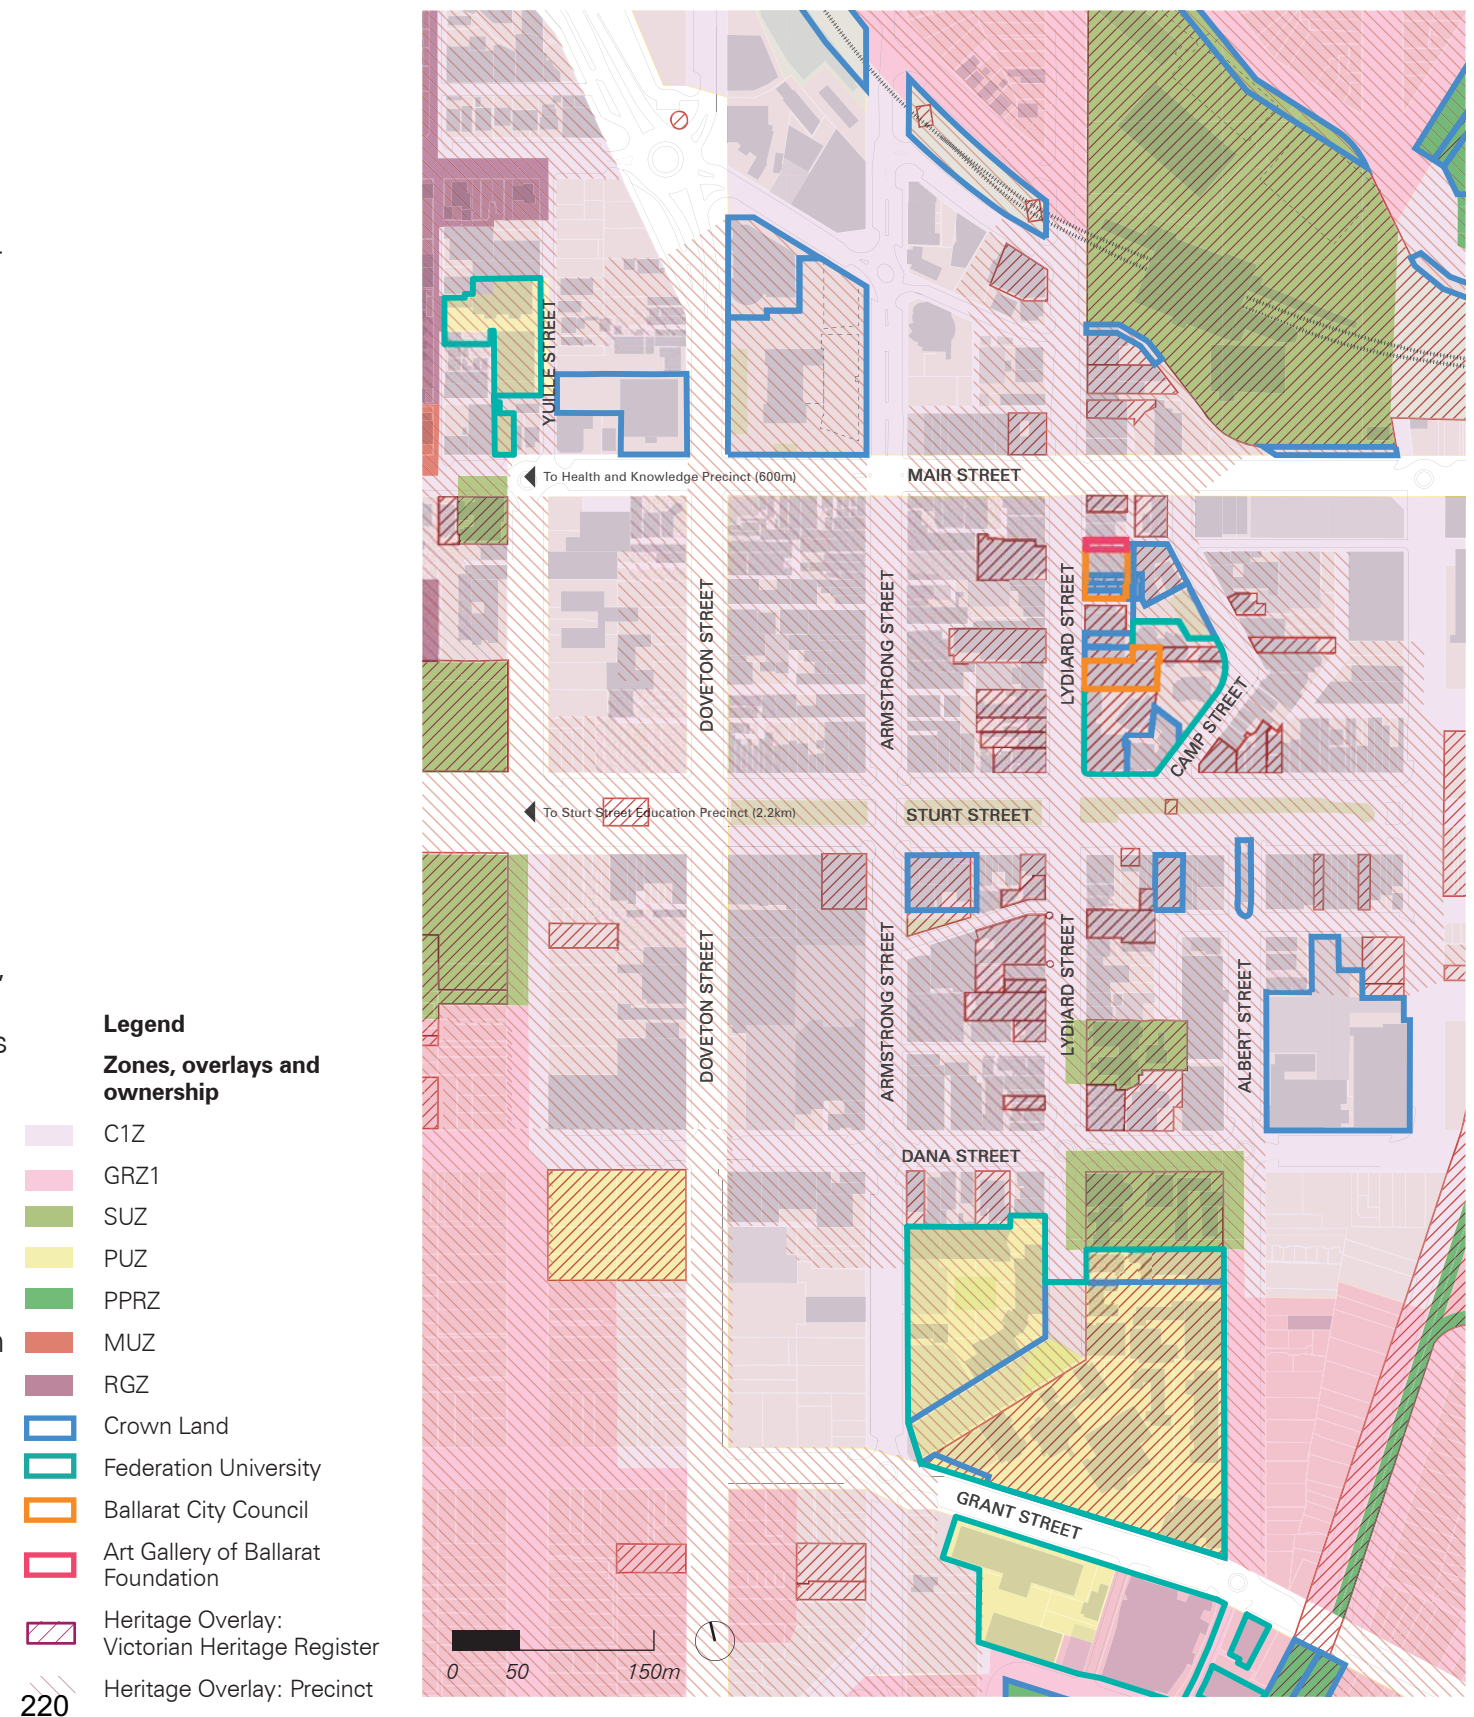 YUILLE STREET
To Health and Knowledge Precinct (600m)
MAIR STREET
DOVETON STREET
ARMSTRONG STREET
LYDIARD STREET
CAMP STREET
To Sturt Street Education Precinct (2.2km)
STURT STREET
DOVETON STREET
ARMSTRONG STREET
LYDIARD STREET
ALBERT STREET
DANA STREET
GRANT STREET
,
s
n
Legend
Zones, overlays and
ownership
C1Z
GRZ1
SUZ
PUZ
PPRZ
MUZ
RGZ
Crown Land
Federation University
Ballarat City Council
Art Gallery of Ballarat
Foundation
Heritage Overlay:
Victorian Heritage Register
Heritage Overlay: Precinct
0 50 150m
220